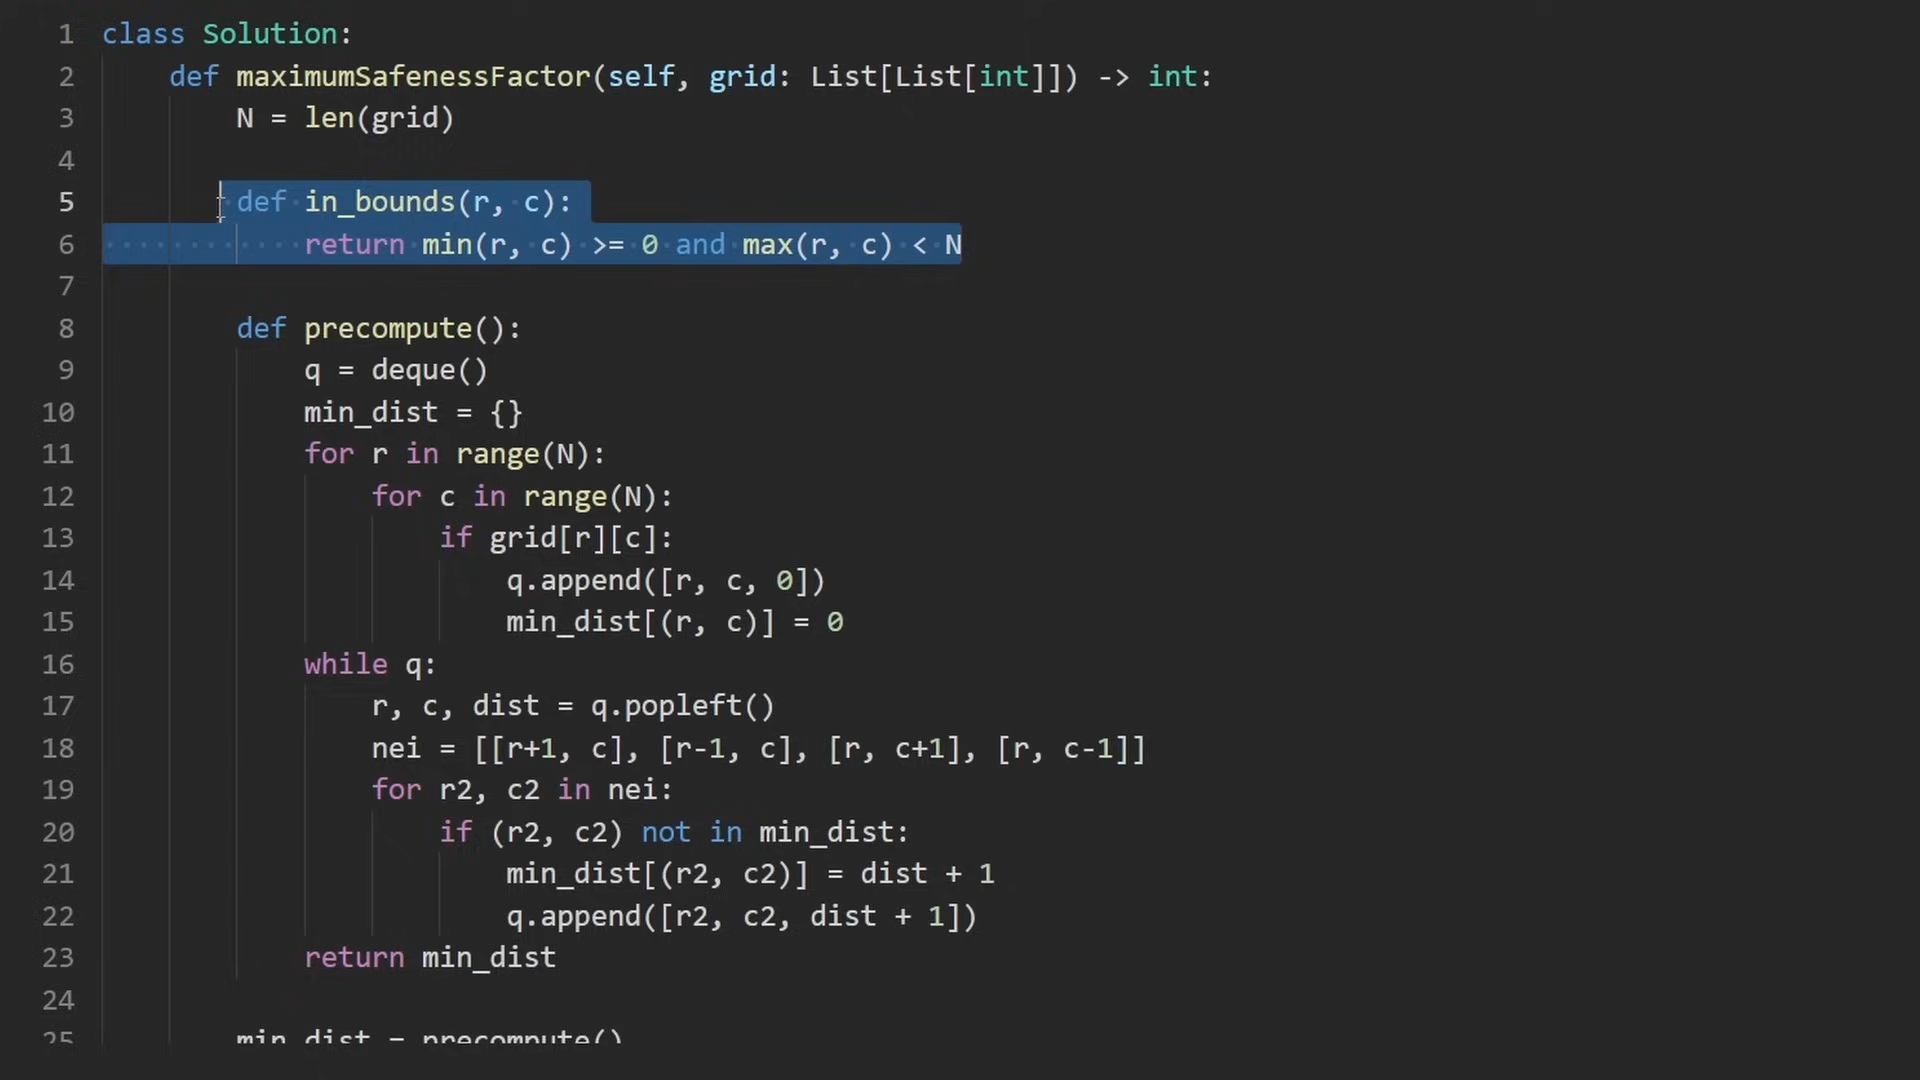 1 class Solution:
2 def maximumSafenessFactor(self, grid: List[List[int]]) -> int:
3 N = len(grid)
4
5 def in_bounds(r, c):
6 return min(r, c) >= 0 and max(r, c) < N
7
8 def precompute():
9 q = deque()
10 min_dist = {}
11 for r in range(N):
12 for c in range(N):
13 if grid[r][c]:
14 q.append([r, c, 0])
15 min_dist[(r, c)] = 0
16 while q:
17 r, c, dist = q.popleft()
18 nei = [[r+1, c], [r-1, c], [r, c+1], [r, c-1]]
19 for r2, c2 in nei:
20 if (r2, c2) not in min_dist:
21 min_dist[(r2, c2)] = dist + 1
22 q.append([r2, c2, dist + 1])
23 return min_dist
24
25 min_dist = precompute()